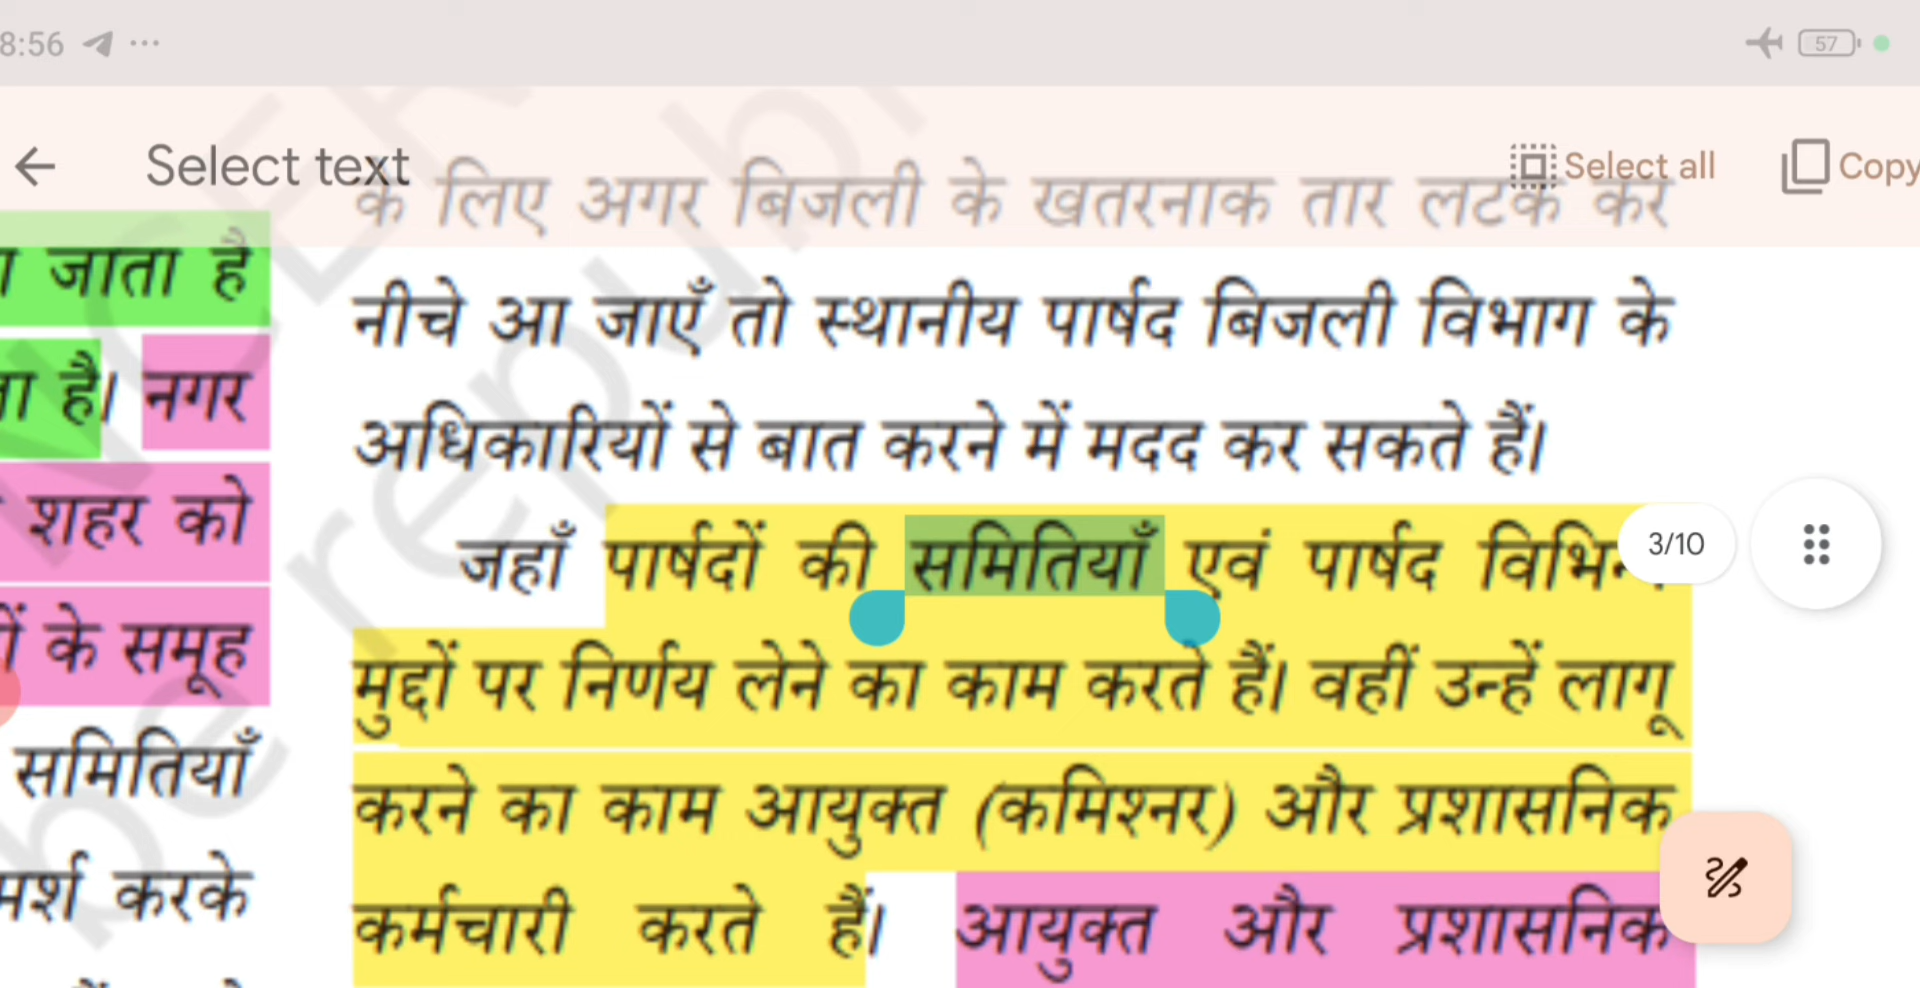 8:56 ...
57
Select text
Select all
Copy
जाता है
है। नगर
शहर को
के समूह
समितियाँ
करके
के लिए अगर बिजली के खतरनाक तार लटक कर
नीचे आ जाएँ तो स्थानीय पार्षद बिजली विभाग के
अधिकारियों से बात करने में मदद कर सकते हैं।
जहाँ पार्षदों की समितियाँ एवं पार्षद
3/10
मुद्दों पर निर्णय लेने का काम करते हैं। वहीं उन्हें लागू
करने का काम आयुक्त (कमिश्नर) और प्रशासनिक
कर्मचारी करते हैं। आयुक्त और प्रशासनिक